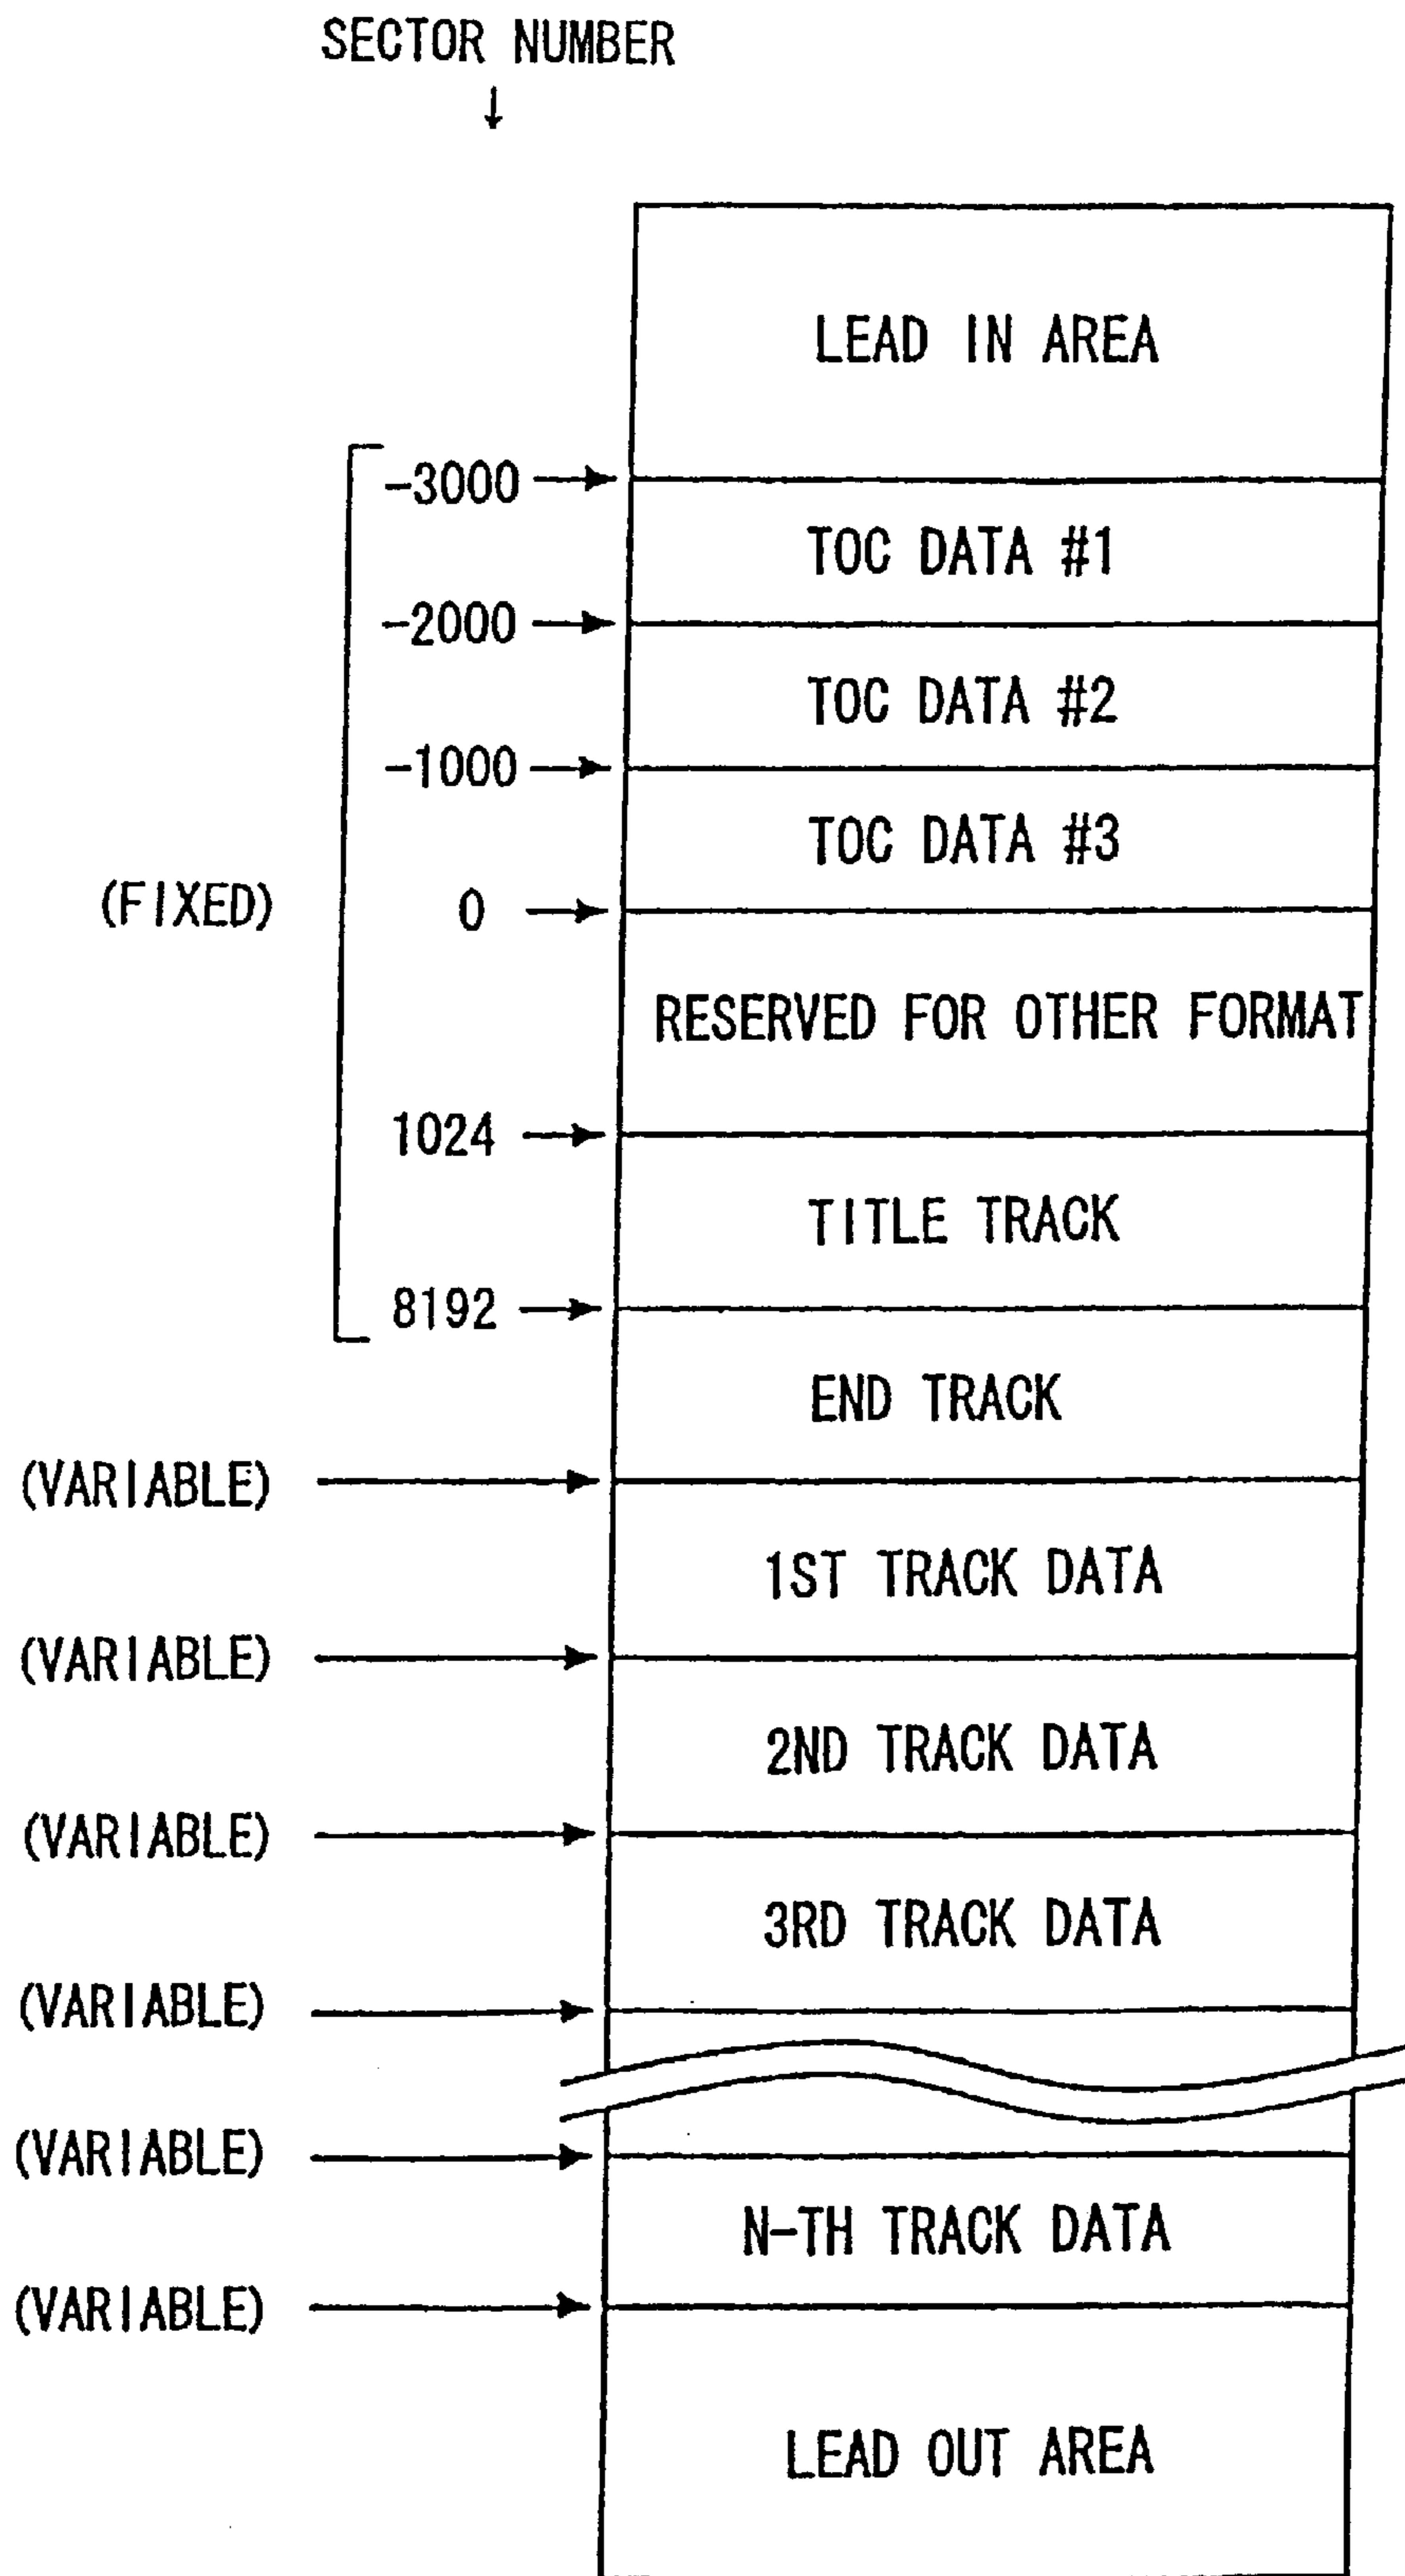 SECTOR NUMBER
LEAD IN AREA
-3000
TOC DATA #1
-2000
TOC DATA #2
-1000
TOC DATA #3
(FIXED)
0
RESERVED FOR OTHER FORMAT
1024
TITLE TRACK
8192
END TRACK
(VARIABLE)
1ST TRACK DATA
(VARIABLE)
2ND TRACK DATA
(VARIABLE)
3RD TRACK DATA
(VARIABLE)
(VARIABLE)
N-TH TRACK DATA
(VARIABLE)
LEAD OUT AREA